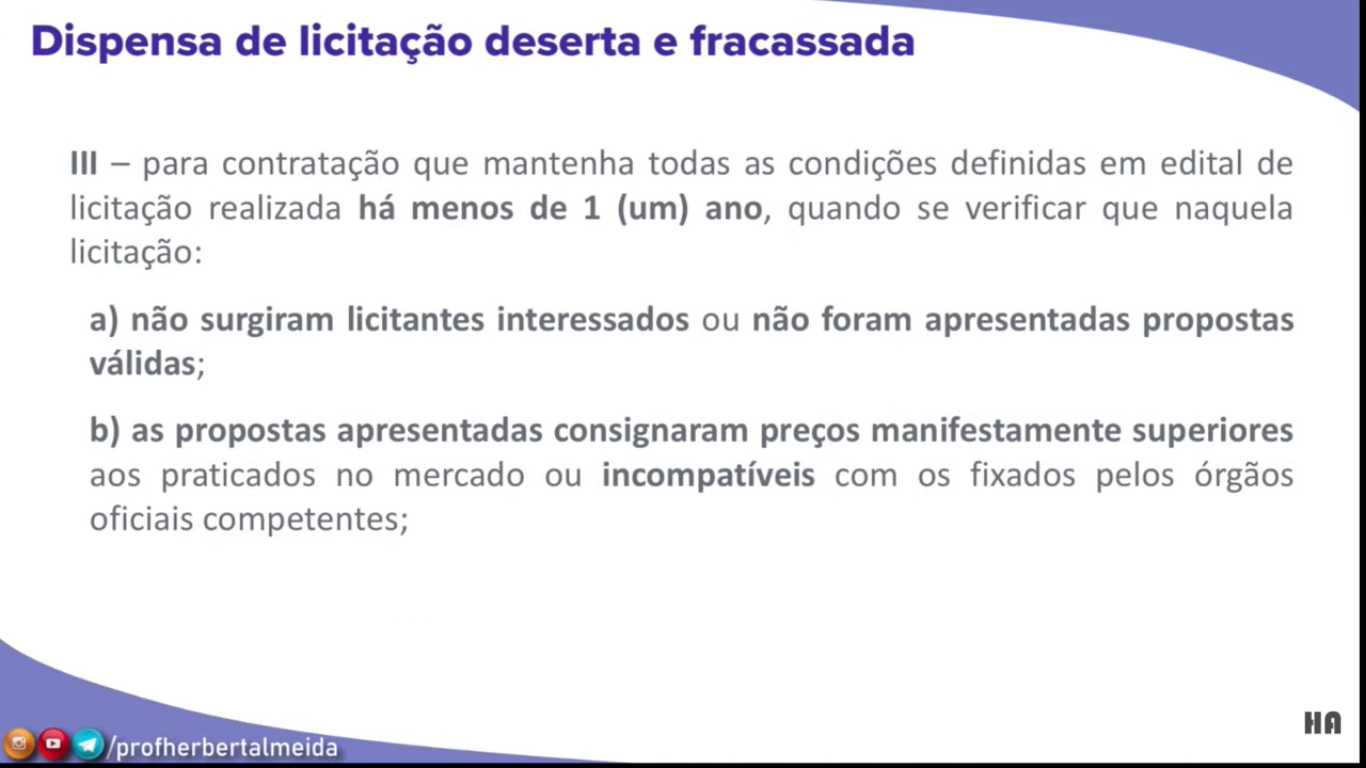 Dispensa de licitação deserta e fracassada
III – para contratação que mantenha todas as condições definidas em edital de
licitação realizada há menos de 1 (um) ano, quando se verificar que naquela
licitação:
a) não surgiram licitantes interessados ou não foram apresentadas propostas
válidas;
b) as propostas apresentadas consignaram preços manifestamente superiores
aos praticados no mercado ou incompatíveis com os fixados pelos órgãos
oficiais competentes;
HA
/profherbertalmeida